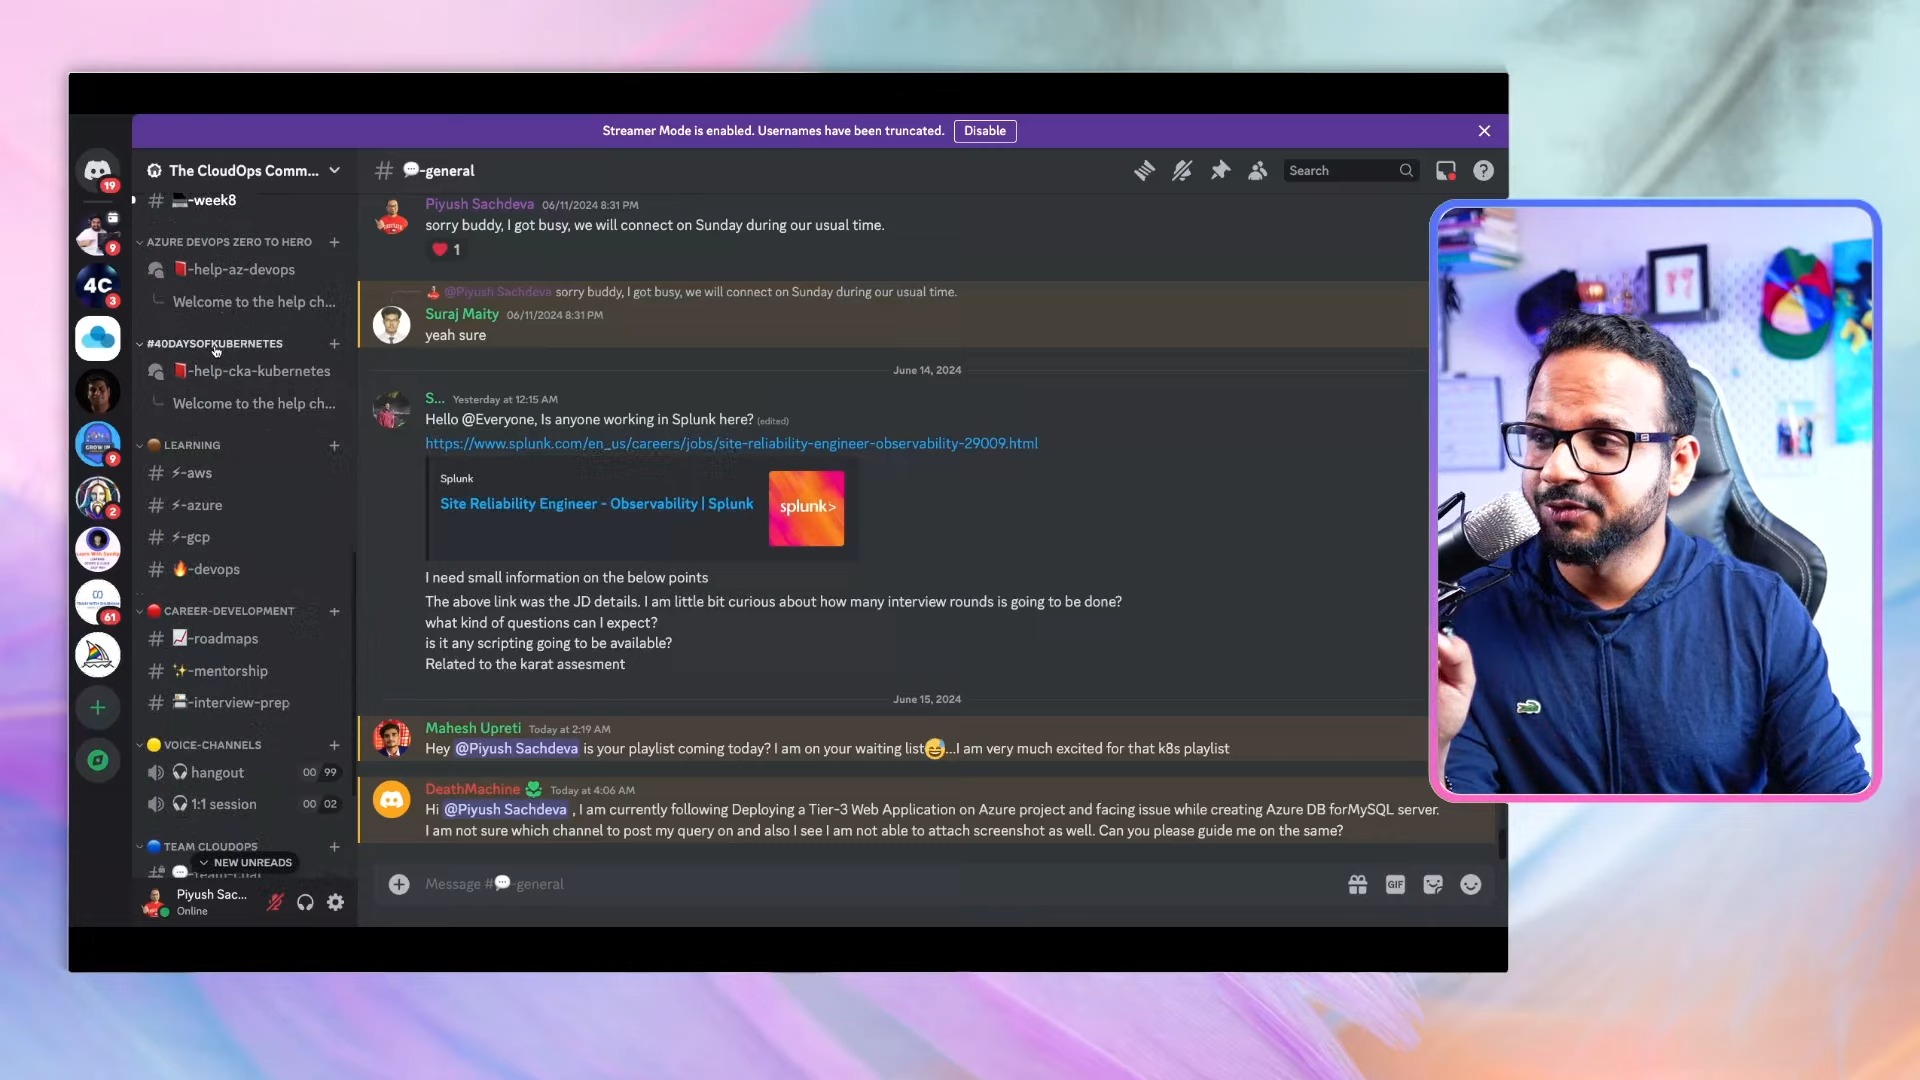 Streamer Mode is enabled. Usernames have been truncated. Disable
19
9
4C
3
9
2
61
The CloudOps Comm...
-week8
AZURE DEVOPS ZERO TO HERO
-help-az-devops
Welcome to the help ch...
#40DAYSOFKUBERNETES
-help-cka-kubernetes
Welcome to the help ch...
LEARNING
-aws
-azure
-gcp
-devops
CAREER-DEVELOPMENT
-roadmaps
-mentorship
-interview-prep
VOICE-CHANNELS
hangout 00 99
1:1 session 00 02
TEAM CLOUDOPS
NEW UNREADS
Piyush Sac...
Online
# -general
Search
Piyush Sachdeva 06/11/2024 8:31 PM
sorry buddy, I got busy, we will connect on Sunday during our usual time.
1
@Piyush Sachdeva sorry buddy, I got busy, we will connect on Sunday during our usual time.
Suraj Maity 06/11/2024 8:31 PM
yeah sure
June 14, 2024
S... Yesterday at 12:15 AM
Hello @Everyone, Is anyone working in Splunk here? (edited)
https://www.splunk.com/en_us/careers/jobs/site-reliability-engineer-observability-29009.html
Splunk
Site Reliability Engineer - Observability | Splunk
splunk>
I need small information on the below points
The above link was the JD details. I am little bit curious about how many interview rounds is going to be done?
what kind of questions can I expect?
is it any scripting going to be available?
Related to the karat assesment
June 15, 2024
Mahesh Upreti Today at 2:19 AM
Hey @Piyush Sachdeva is your playlist coming today? I am on your waiting list😅...I am very much excited for that k8s playlist
DeathMachine Today at 4:06 AM
Hi @Piyush Sachdeva , I am currently following Deploying a Tier-3 Web Application on Azure project and facing issue while creating Azure DB forMySQL server.
I am not sure which channel to post my query on and also I see I am not able to attach screenshot as well. Can you please guide me on the same?
Message # -general
GIF